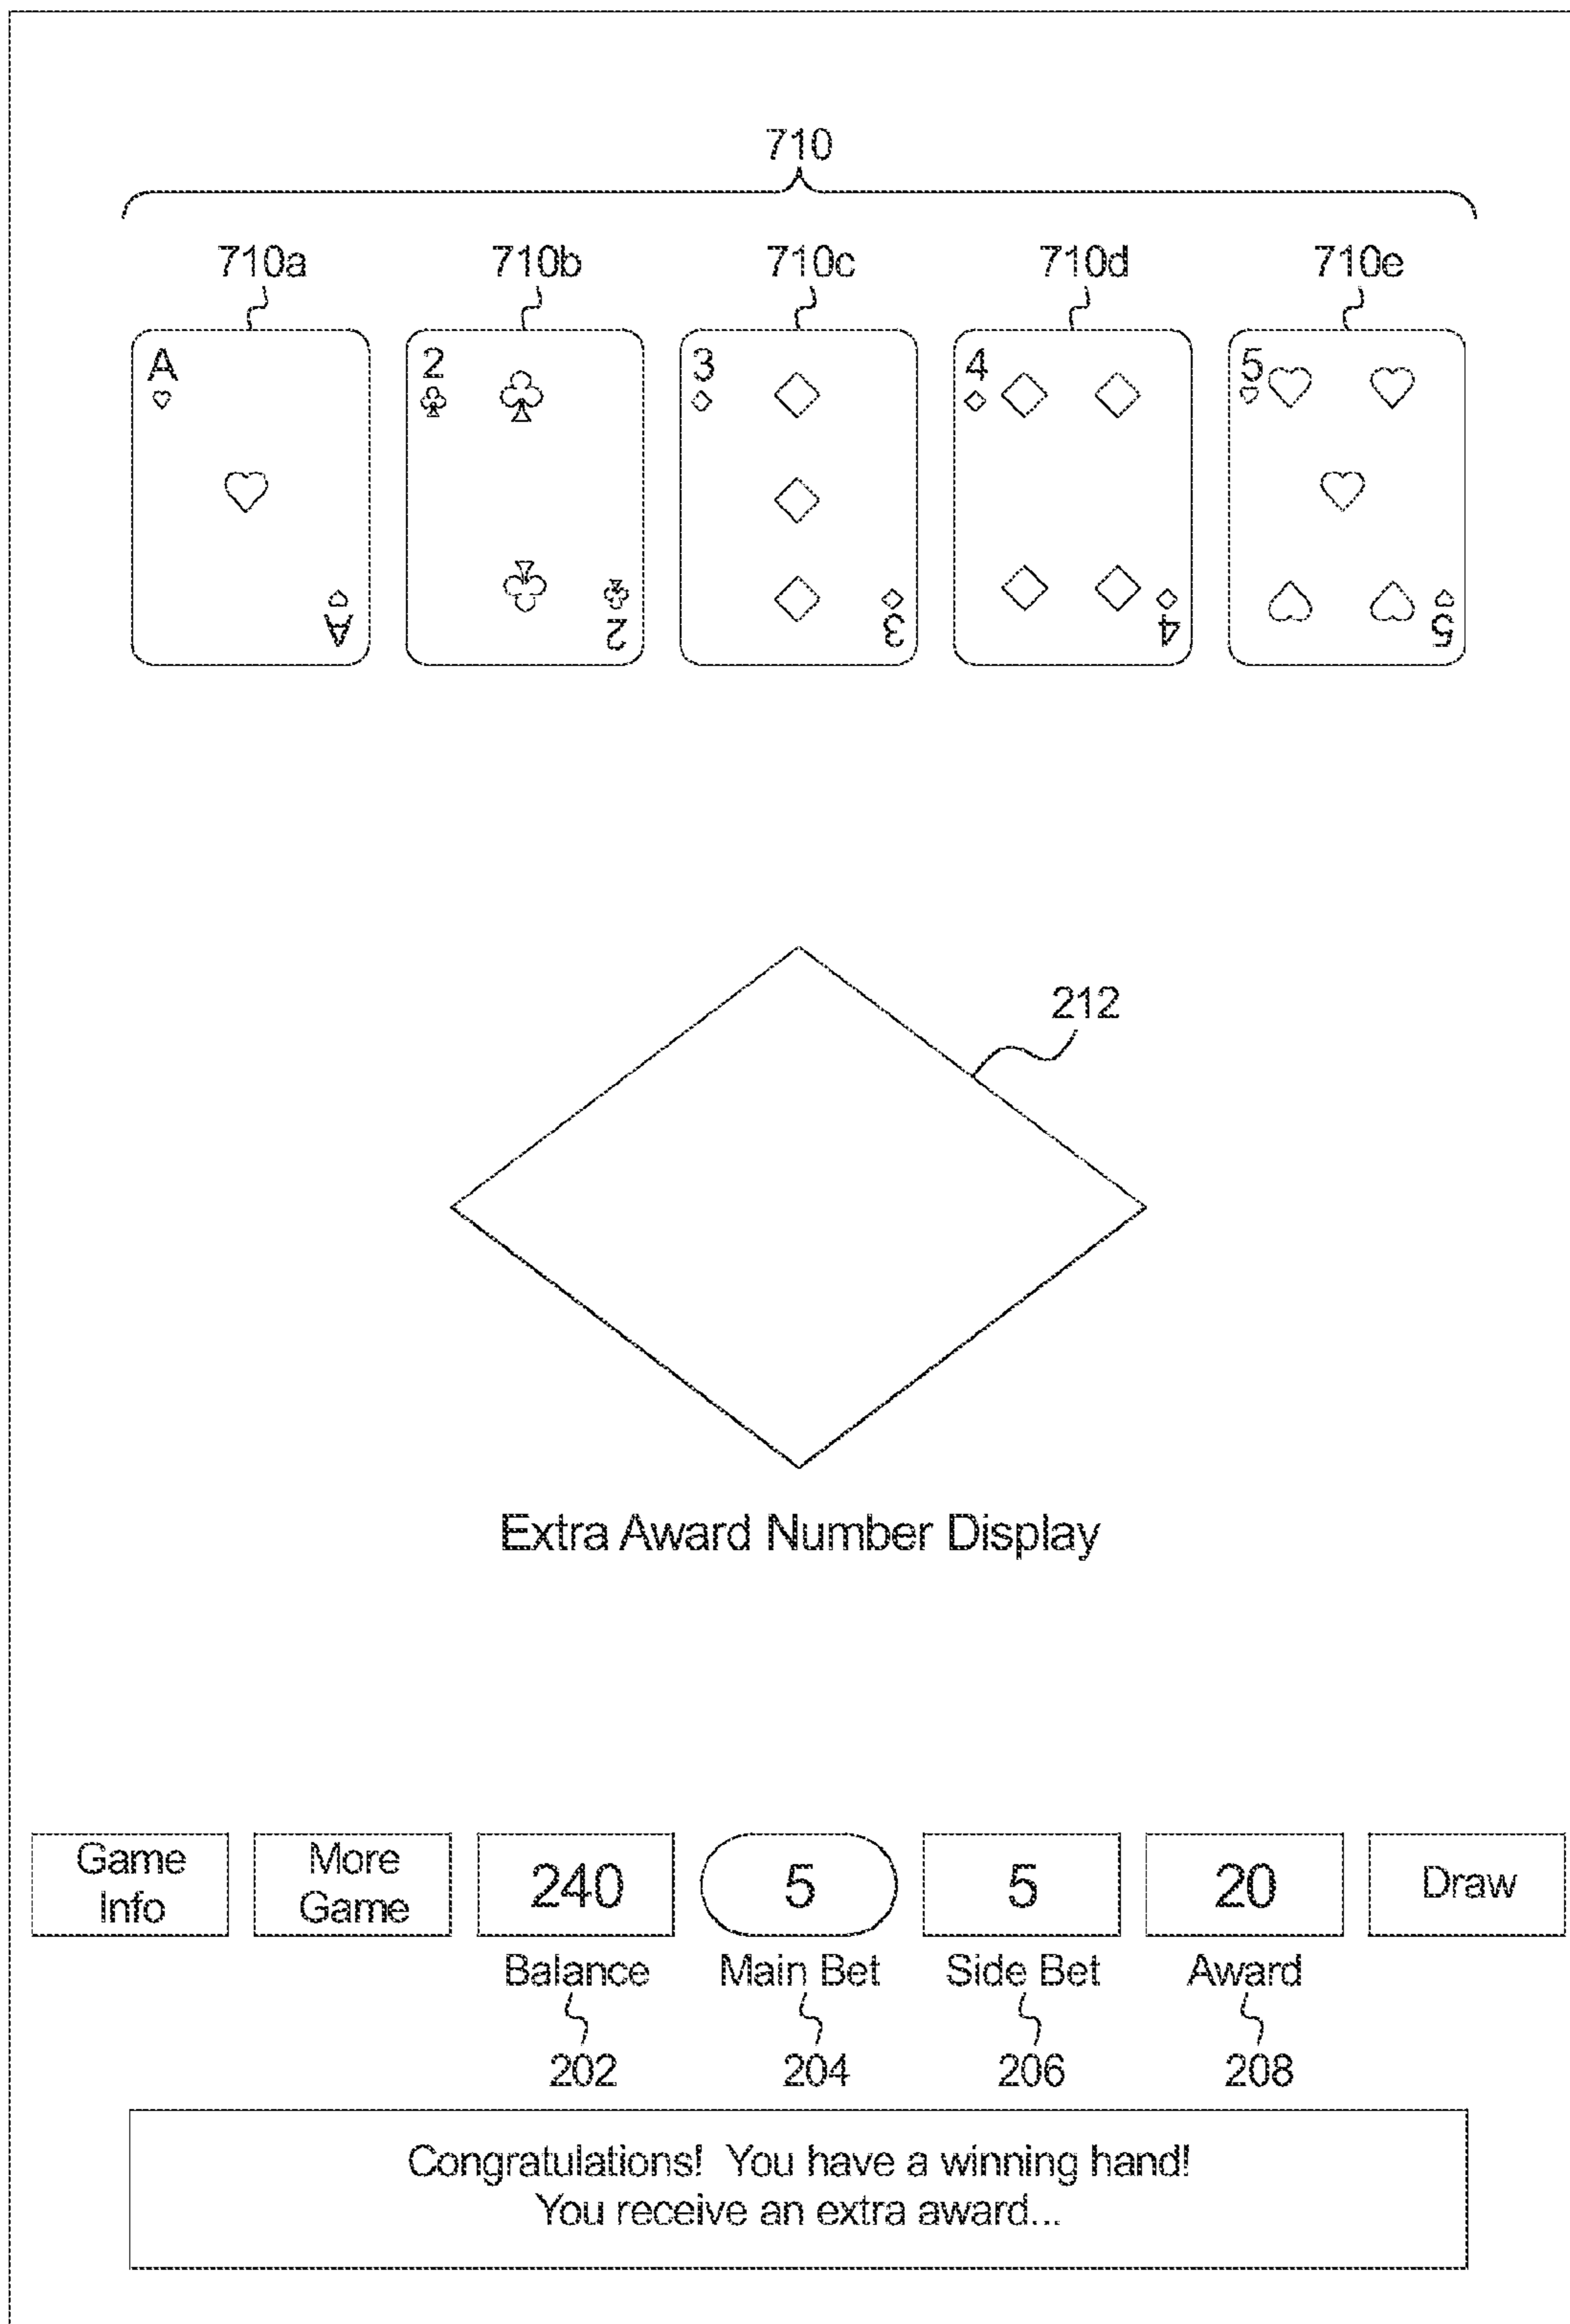 710
710a 710b 710c 710d 710e
A 2 3 4 5
A 2 3 4 5
212
Extra Award Number Display
Game Info More Game 240 5 5 20 Draw
Balance Main Bet Side Bet Award
202 204 206 208
Congratulations! You have a winning hand!
You receive an extra award...